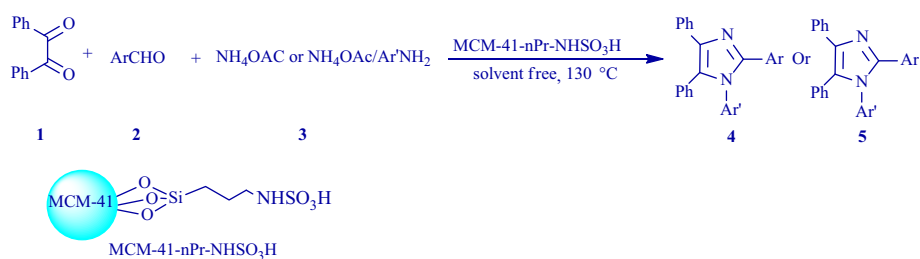 Ph
O
Ph
O
+
ArCHO
+
NH₄OAC or NH₄OAc/Ar'NH₂
MCM-41-nPr-NHSO₃H
solvent free, 130 °C
Ph
N
Ar
Ph
N
Ar'
Or
Ph
N
Ar
Ph
N
Ar'
1
2
3
4
5
MCM-41
O
O
O
Si
NHSO₃H
MCM-41-nPr-NHSO₃H